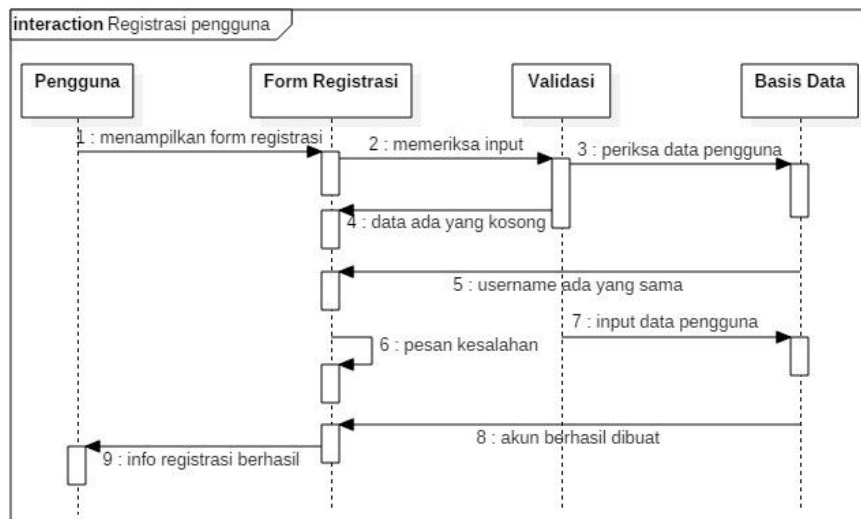 interaction Registrasi pengguna
Pengguna
Form Registrasi
Validasi
Basis Data
1 : menampilkan form registrasi
2 : memeriksa input
3 : periksa data pengguna
4 : data ada yang kosong
5 : username ada yang sama
6 : pesan kesalahan
7 : input data pengguna
8 : akun berhasil dibuat
9 : info registrasi berhasil